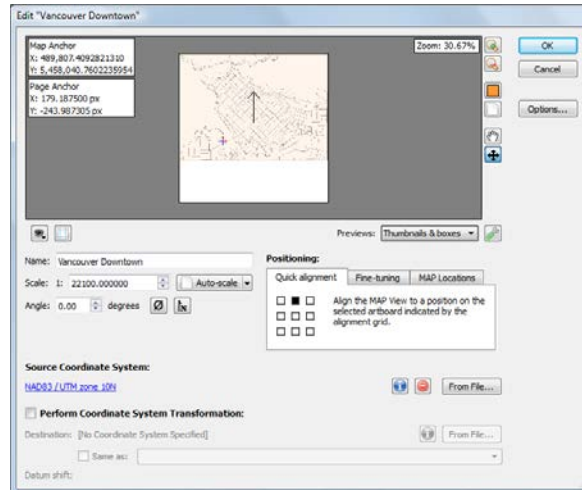 Edit "Vancouver Downtown"
Map Anchor
X: 489,807.4092821310
Y: 5,458,040.7602235954
Page Anchor
X: 179.187500 px
Y: -243.987305 px
Zoom: 30.67%
OK
Cancel
Options...
Previews: Thumbnails & boxes
Name: Vancouver Downtown
Scale: 1: 22100.000000 Auto-scale
Angle: 0.00 degrees
Positioning:
Quick alignment Fine-tuning MAP Locations
Align the MAP View to a position on the
selected artboard indicated by the
alignment grid.
Source Coordinate System:
NAD83 / UTM zone 10N
From File...
Perform Coordinate System Transformation:
Destination: [No Coordinate System Specified]
From File...
Same as:
Datum shift: